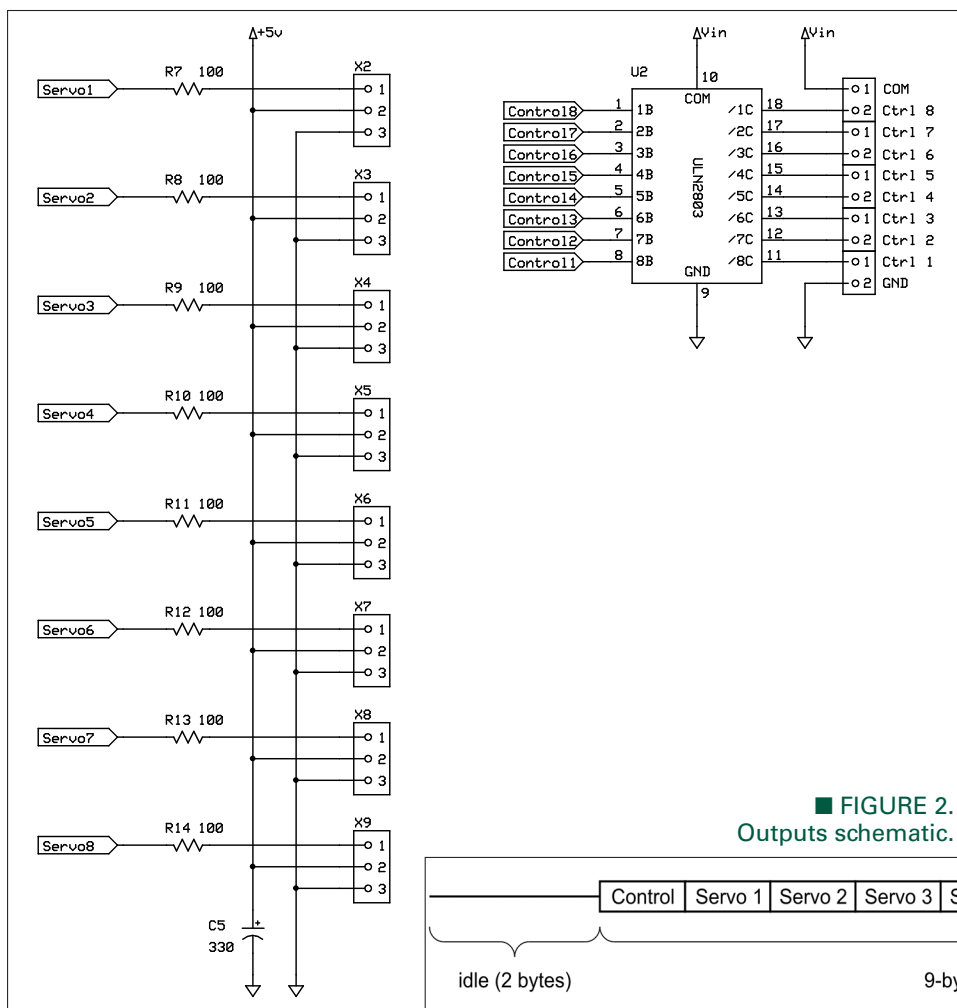 +5v
R7 100
X2
Servo1
1
2
3
R8 100
X3
Servo2
1
2
3
R9 100
X4
Servo3
1
2
3
R10 100
X5
Servo4
1
2
3
R11 100
X6
Servo5
1
2
3
R12 100
X7
Servo6
1
2
3
R13 100
X8
Servo7
1
2
3
R14 100
X9
Servo8
1
2
3
C5 +
330
Vin
Vin
U2
10
COM
ULN2803
Control8 1 1B /1C 18
Control7 2 2B /2C 17
Control6 3 3B /3C 16
Control5 4 4B /4C 15
Control4 5 5B /5C 14
Control3 6 6B /6C 13
Control2 7 7B /7C 12
Control1 8 8B /8C 11
GND
9
1 COM
2 Ctrl 8
1 Ctrl 7
2 Ctrl 6
1 Ctrl 5
2 Ctrl 4
1 Ctrl 3
2 Ctrl 2
1 Ctrl 1
2 GND
■ FIGURE 2.
Outputs schematic.
Control Servo 1 Servo 2 Servo 3 S
idle (2 bytes) 9-by